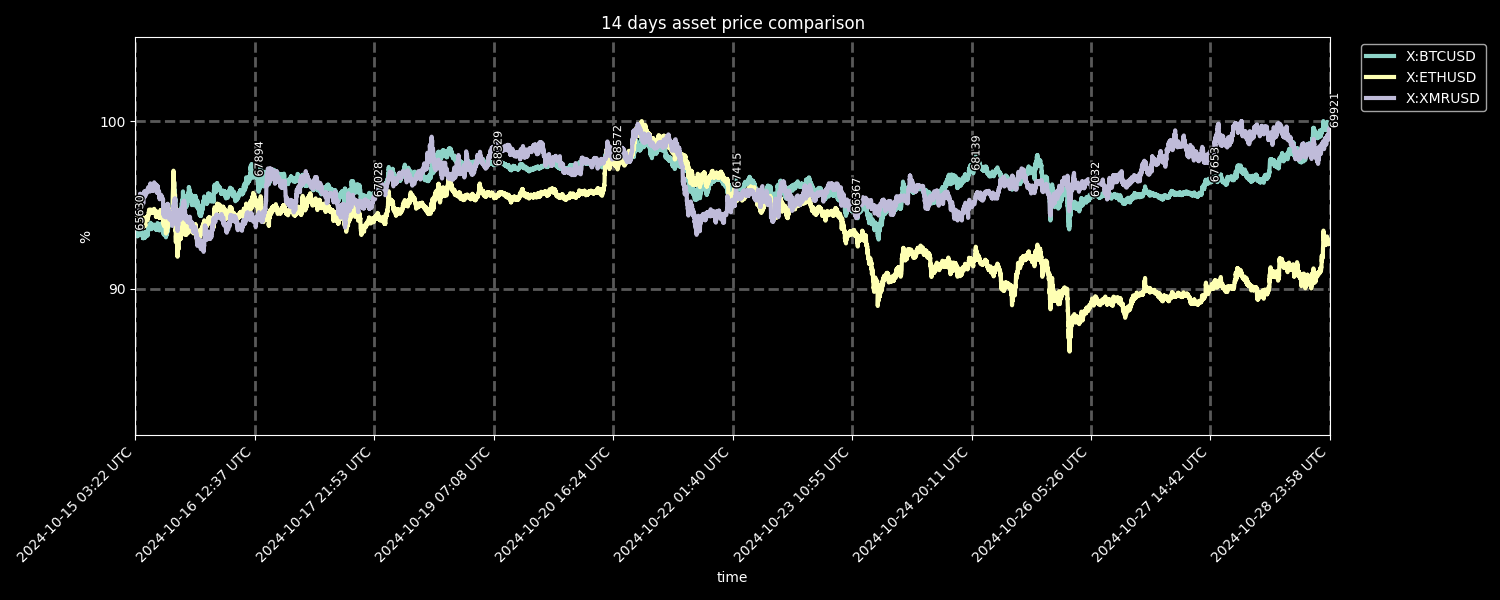 14 days asset price comparison
X:BTCUSD
X:ETHUSD
X:XMRUSD
%
100
90
65630
67894
67028
68329
68572
67415
66367
68139
67032
69921
2024-10-15 03:22 UTC
2024-10-16 12:37 UTC
2024-10-17 21:53 UTC
2024-10-19 07:08 UTC
2024-10-20 16:24 UTC
2024-10-22 01:40 UTC
2024-10-23 10:55 UTC
2024-10-24 20:11 UTC
2024-10-26 05:26 UTC
2024-10-27 14:42 UTC
2024-10-28 23:58 UTC
time